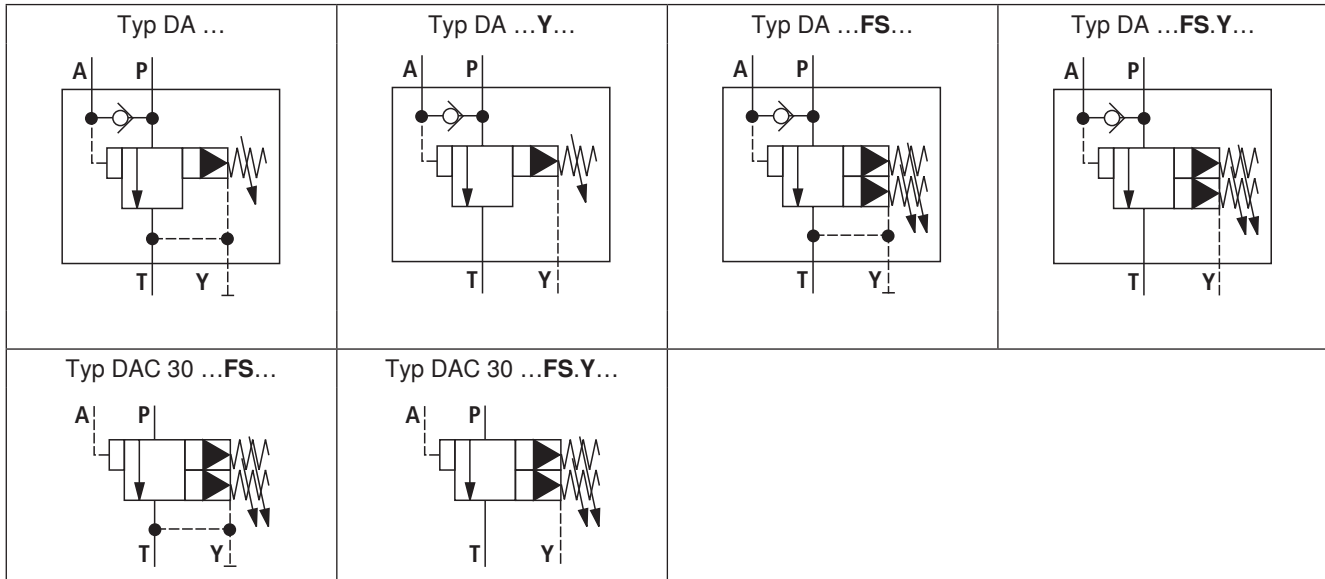 Typ DA ...
A P
T Y
Typ DA ...Y...
A P
T Y
Typ DA ...FS...
A P
T Y
Typ DA ...FS.Y...
A P
T Y
Typ DAC 30 ...FS...
A P
T Y
Typ DAC 30 ...FS.Y...
A P
T Y